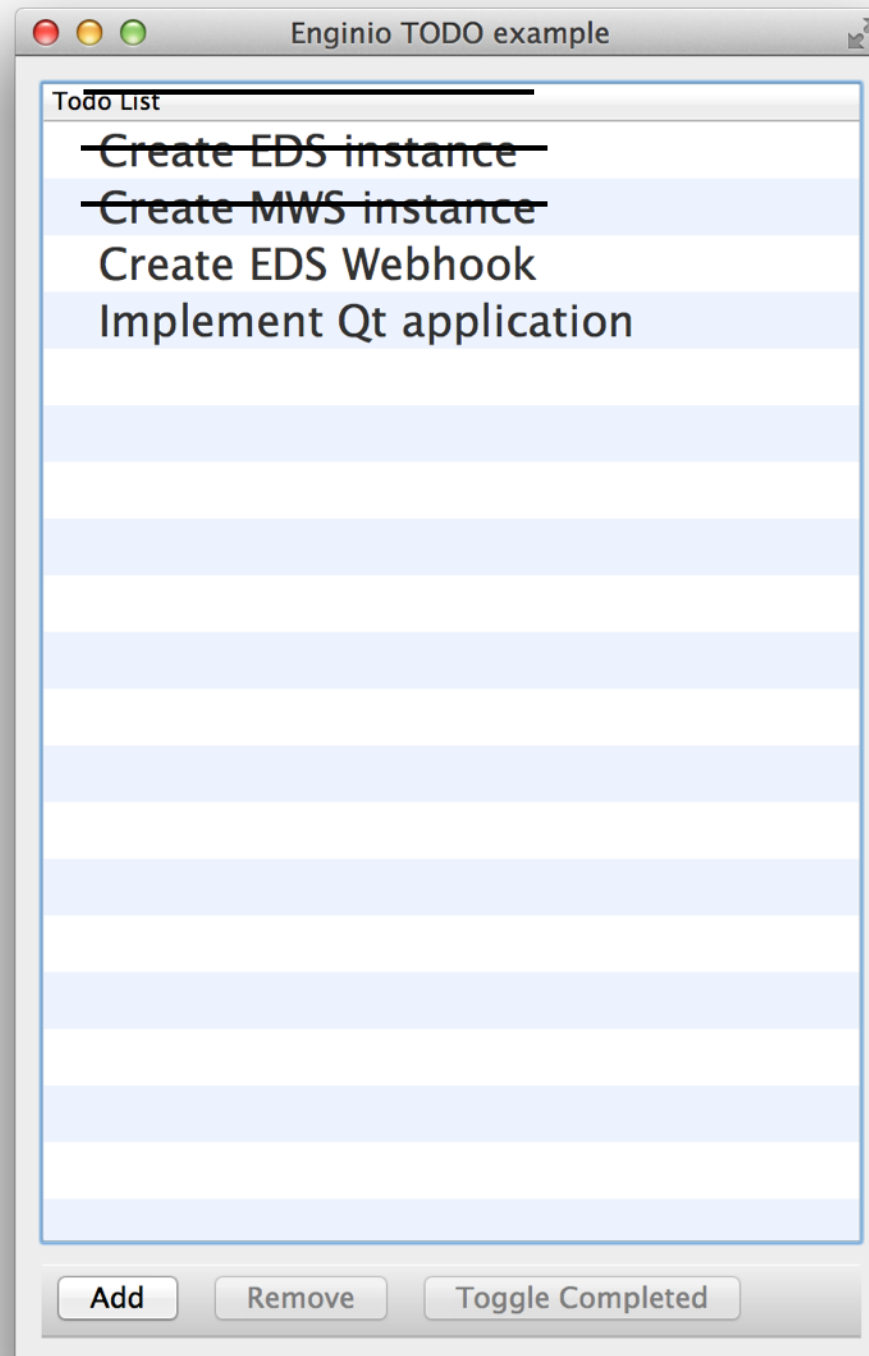 Enginio TODO example
Todo List
Create EDS instance
Create MWS instance
Create EDS Webhook
Implement Qt application
Add
Remove
Toggle Completed